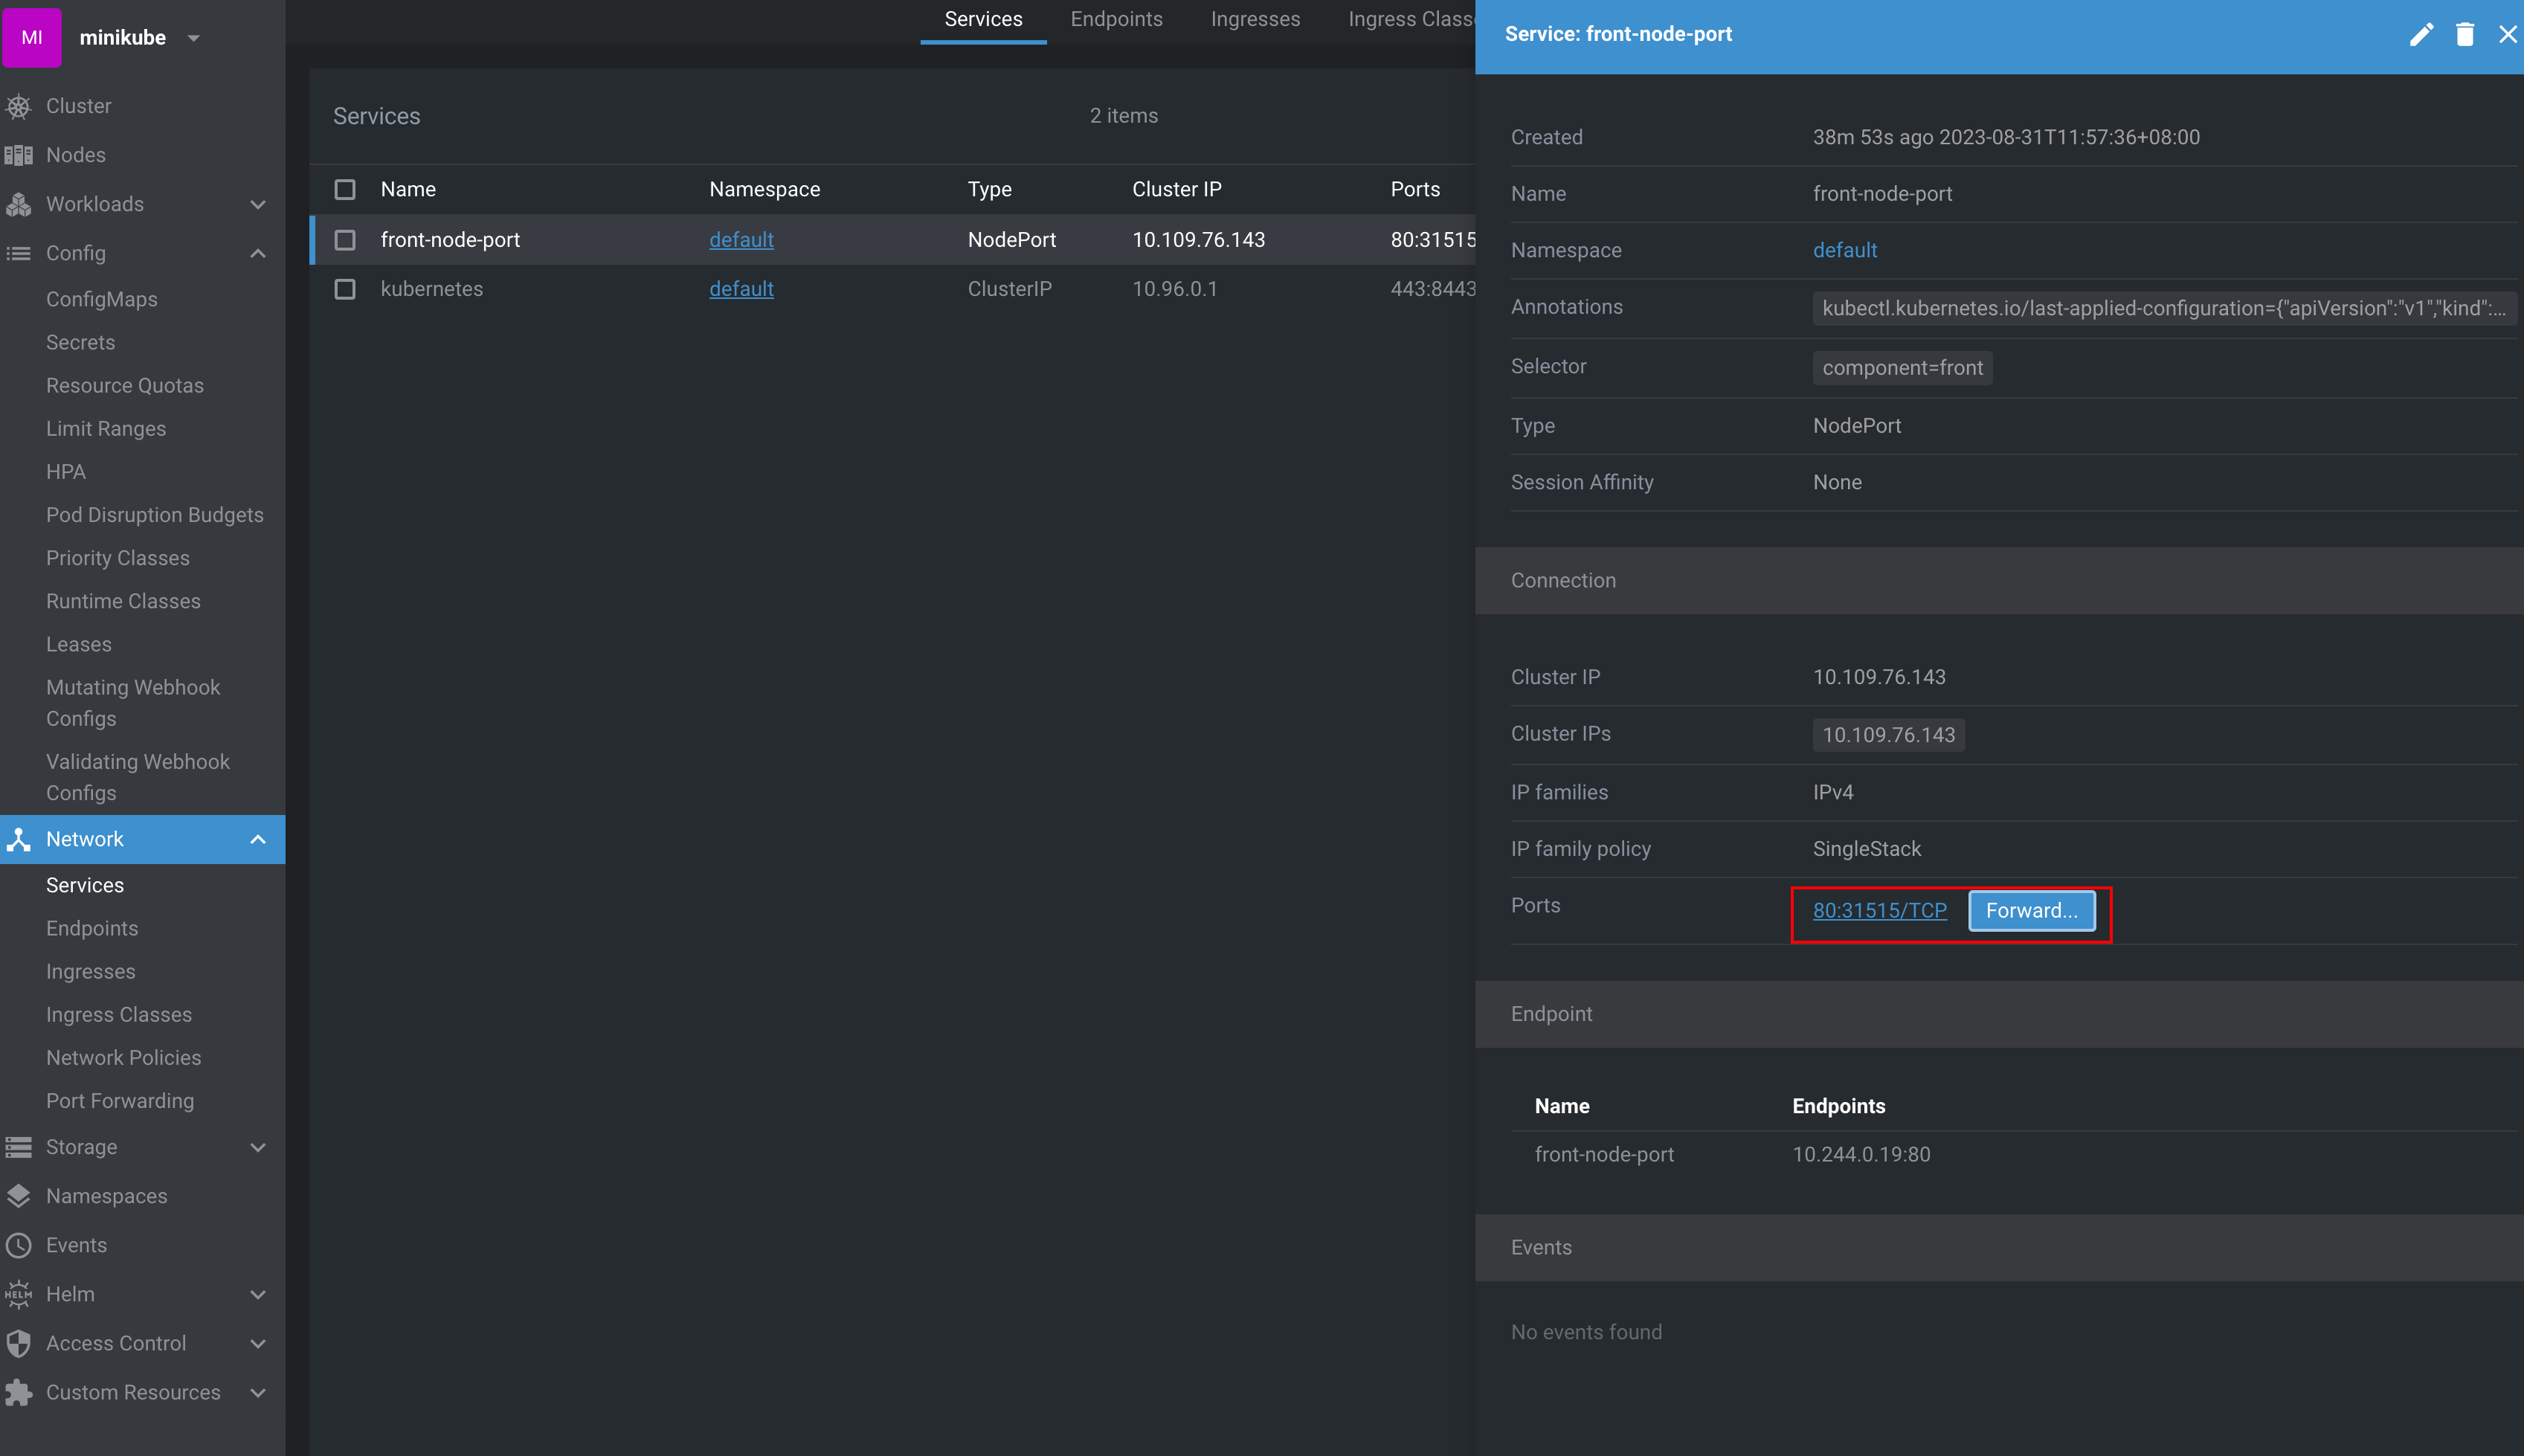 MI
minikube
Cluster
Nodes
Workloads
Config
ConfigMaps
Secrets
Resource Quotas
Limit Ranges
HPA
Pod Disruption Budgets
Priority Classes
Runtime Classes
Leases
Mutating Webhook
Configs
Validating Webhook
Configs
Network
Services
Endpoints
Ingresses
Ingress Classes
Network Policies
Port Forwarding
Storage
Namespaces
Events
HELM Helm
Access Control
Custom Resources
Services Endpoints Ingresses Ingress Class
Services 2 items
Name Namespace Type Cluster IP Ports
front-node-port default NodePort 10.109.76.143 80:31515
kubernetes default ClusterIP 10.96.0.1 443:8443
Service: front-node-port
Created 38m 53s ago 2023-08-31T11:57:36+08:00
Name front-node-port
Namespace default
Annotations kubectl.kubernetes.io/last-applied-configuration={"apiVersion":"v1","kind":...
Selector component=front
Type NodePort
Session Affinity None
Connection
Cluster IP 10.109.76.143
Cluster IPs 10.109.76.143
IP families IPv4
IP family policy SingleStack
Ports 80:31515/TCP Forward...
Endpoint
Name Endpoints
front-node-port 10.244.0.19:80
Events
No events found